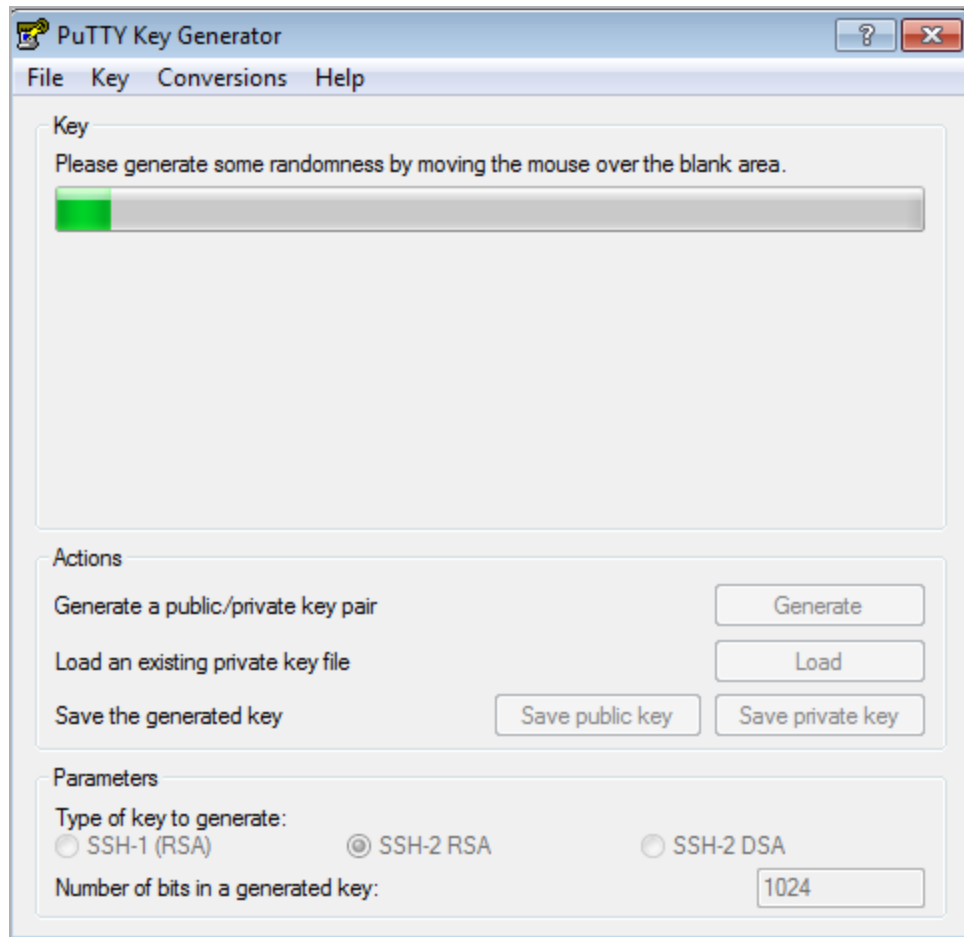 PuTTY Key Generator
File Key Conversions Help
Key
Please generate some randomness by moving the mouse over the blank area.
Actions
Generate a public/private key pair
Generate
Load an existing private key file
Load
Save the generated key
Save public key
Save private key
Parameters
Type of key to generate:
SSH-1 (RSA) SSH-2 RSA SSH-2 DSA
Number of bits in a generated key:
1024